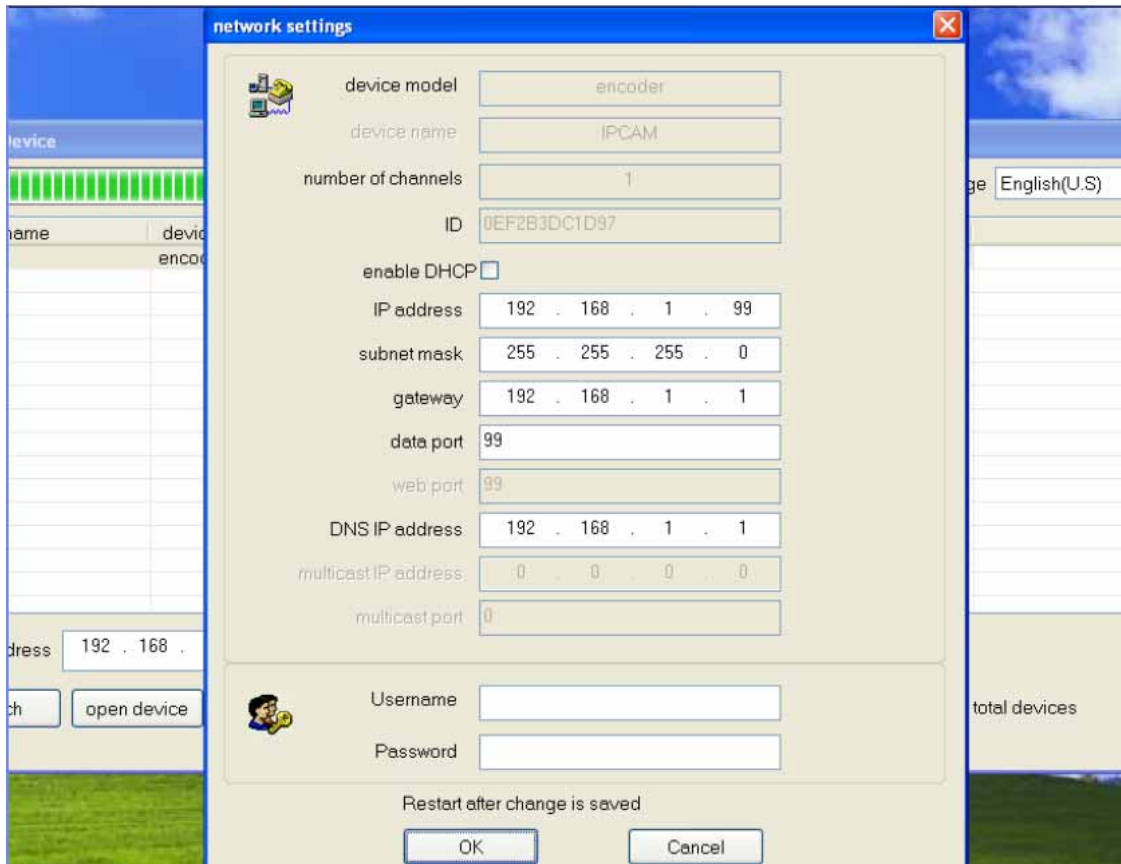 network settings
device model encoder
device name IPCAM
number of channels 1
ID 0EF2B3DC1D97
enable DHCP
IP address 192 . 168 . 1 . 99
subnet mask 255 . 255 . 255 . 0
gateway 192 . 168 . 1 . 1
data port 99
web port 99
DNS IP address 192 . 168 . 1 . 1
multicast IP address 0 . 0 . 0 . 0
multicast port 0
Username
Password
Restart after change is saved
OK Cancel
evice
ge English(U.S)
name devic
encod
dress 192 . 168 .
ch open device
total devices